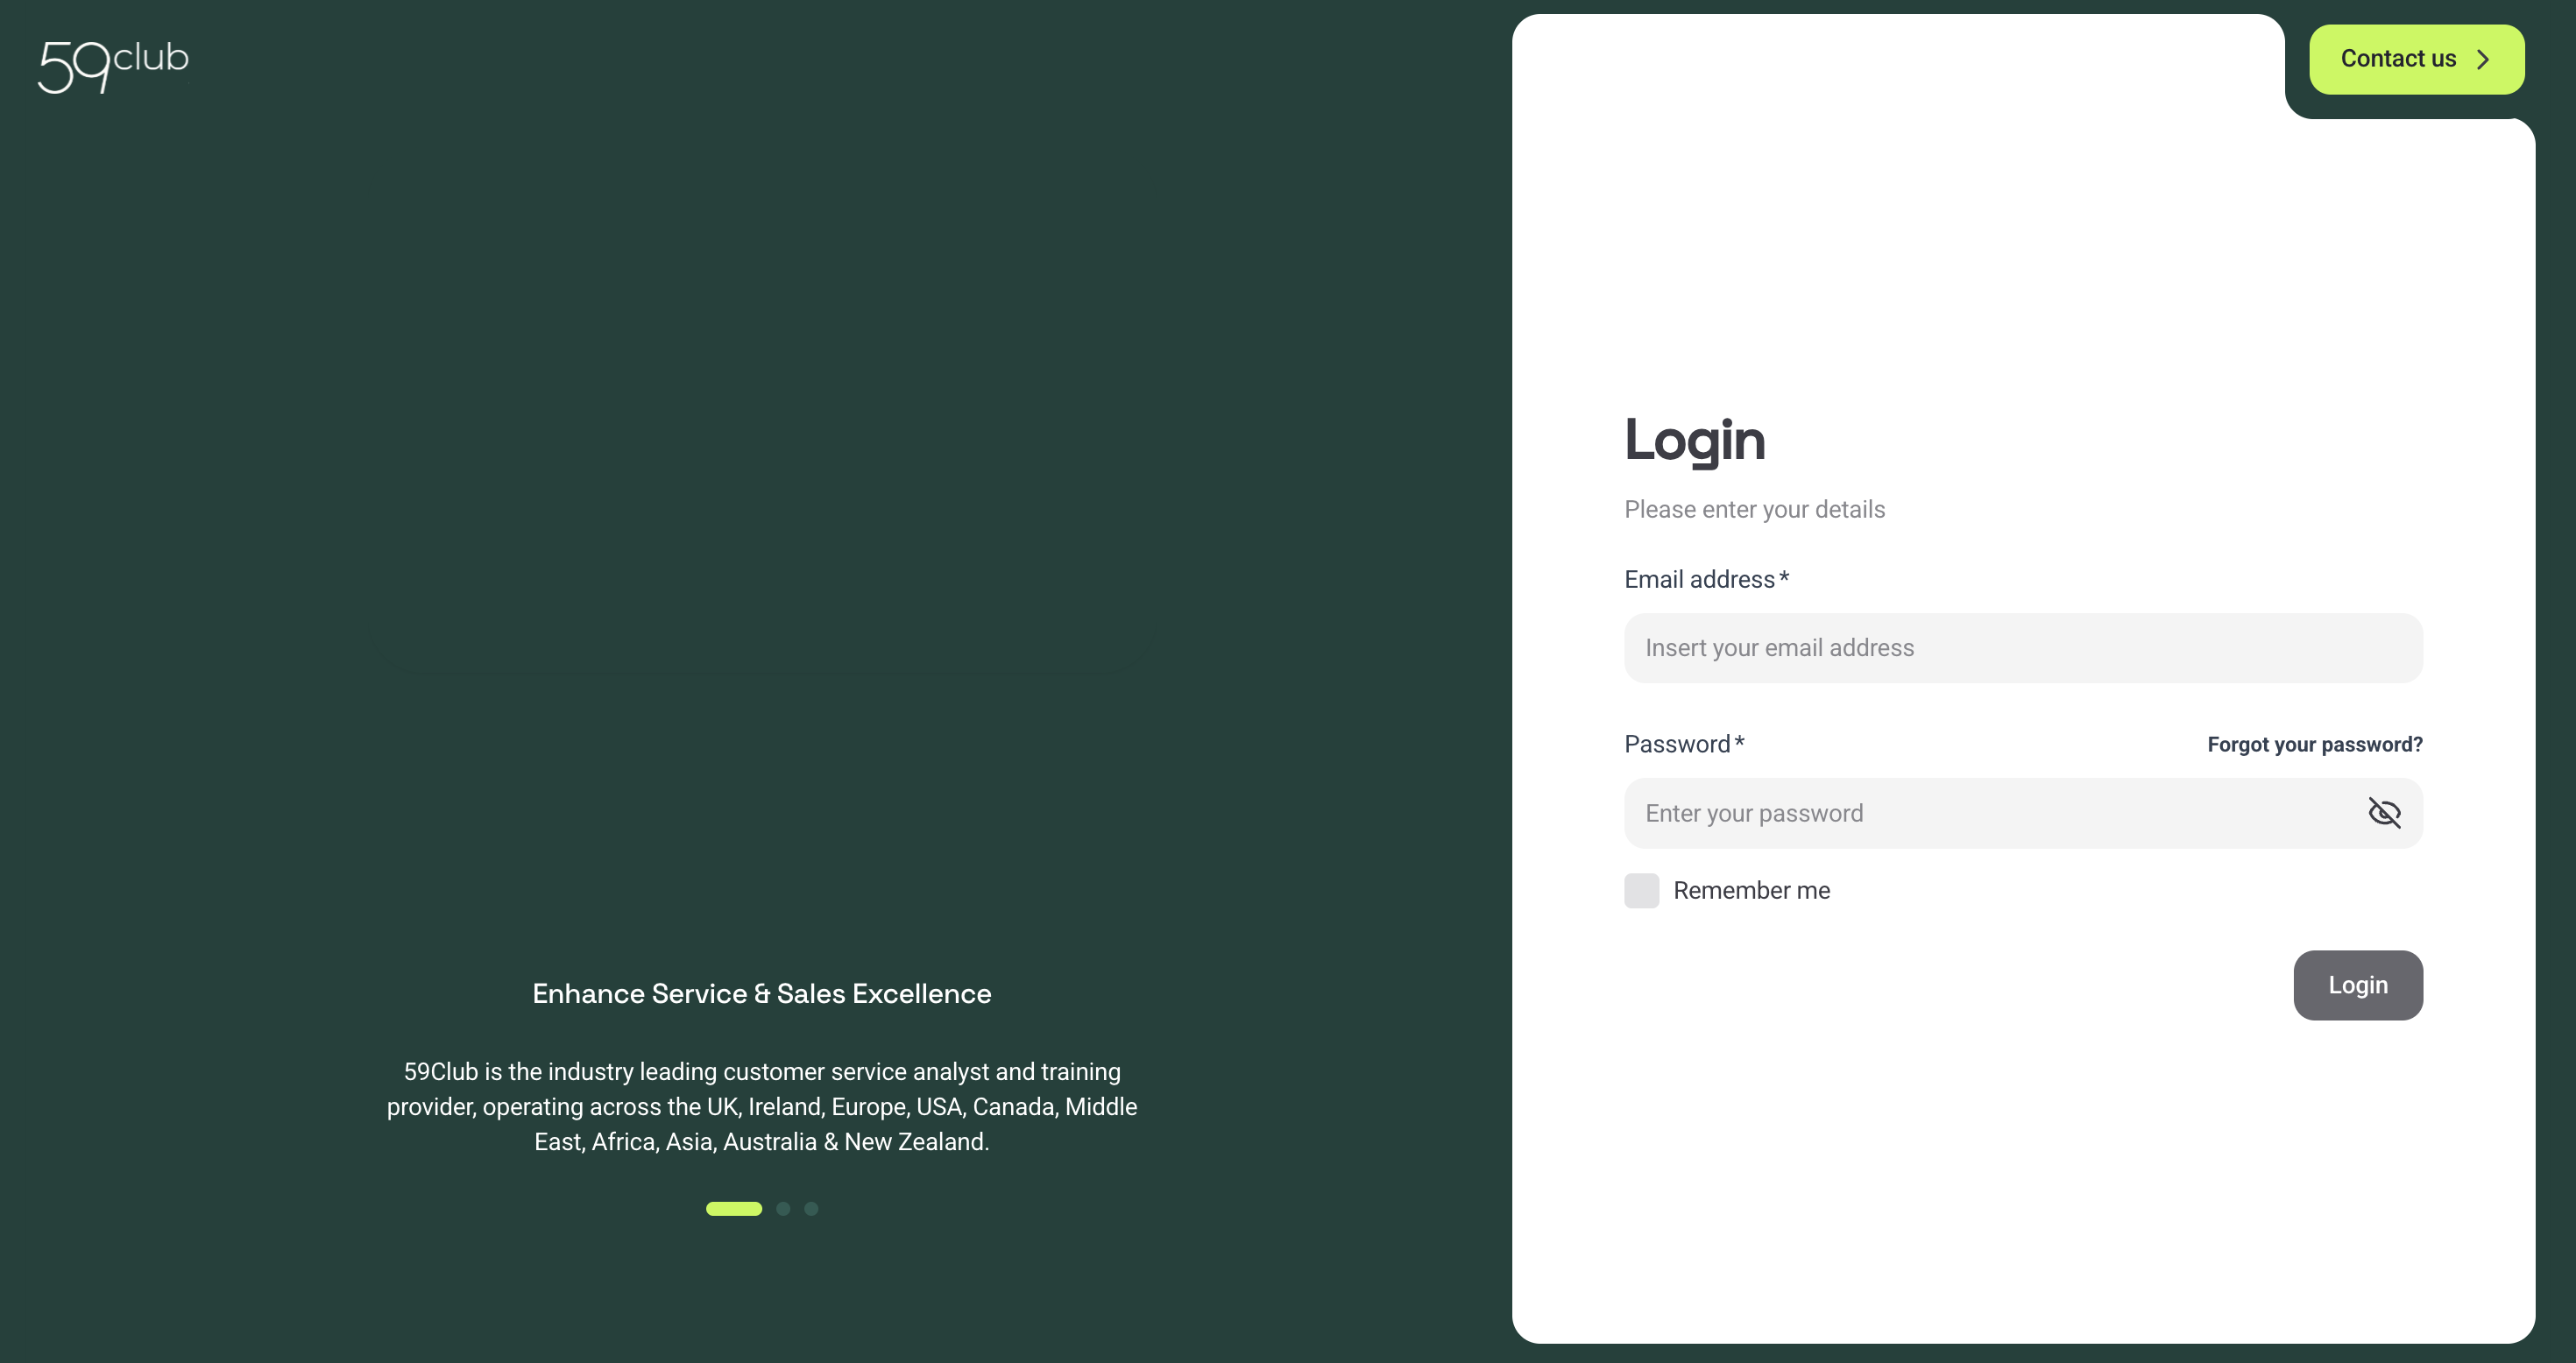 59club
Contact us
Login
Please enter your details
Email address*
Insert your email address
Password*
Forgot your password?
Enter your password
Remember me
Login
Enhance Service & Sales Excellence
59Club is the industry leading customer service analyst and training
provider, operating across the UK, Ireland, Europe, USA, Canada, Middle
East, Africa, Asia, Australia & New Zealand.